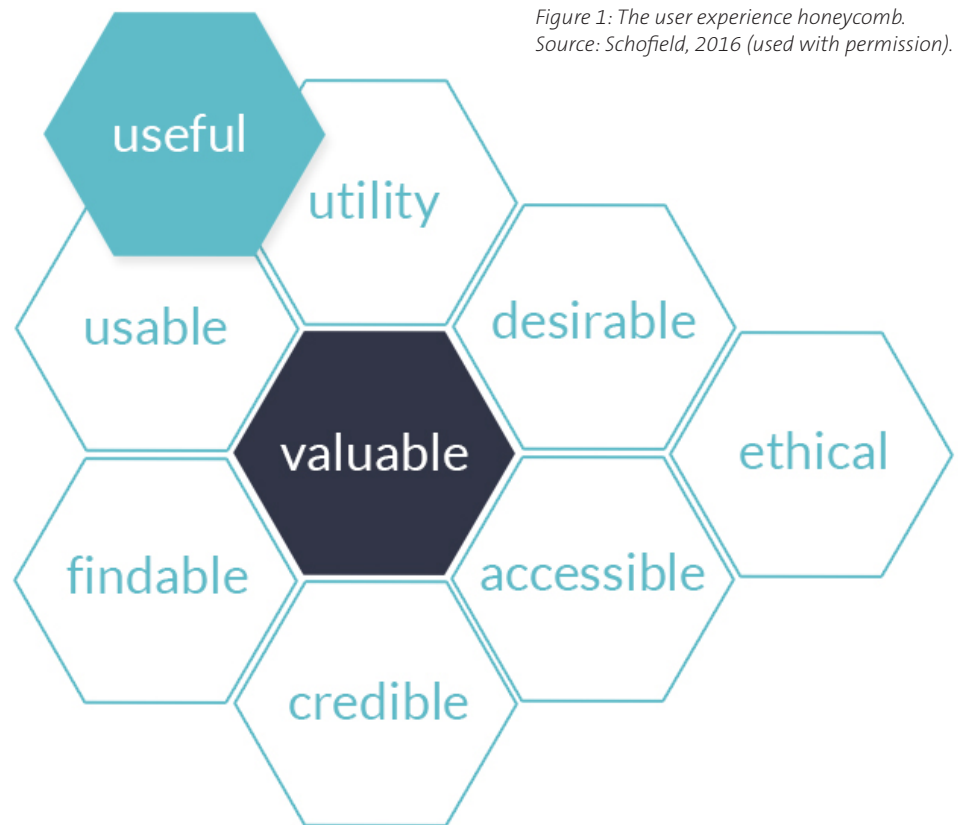 Figure 1: The user experience honeycomb.
Source: Schofield, 2016 (used with permission).
useful
utility
usable
desirable
valuable
ethical
findable
accessible
credible